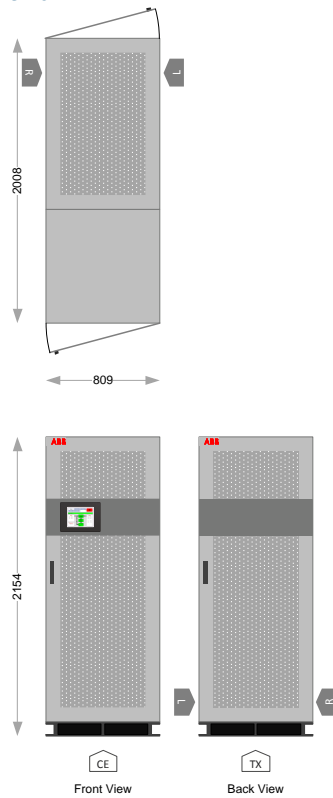 R
L
2008
809
ABB
ABB
2154
L
R
CE
TX
Front View
Back View